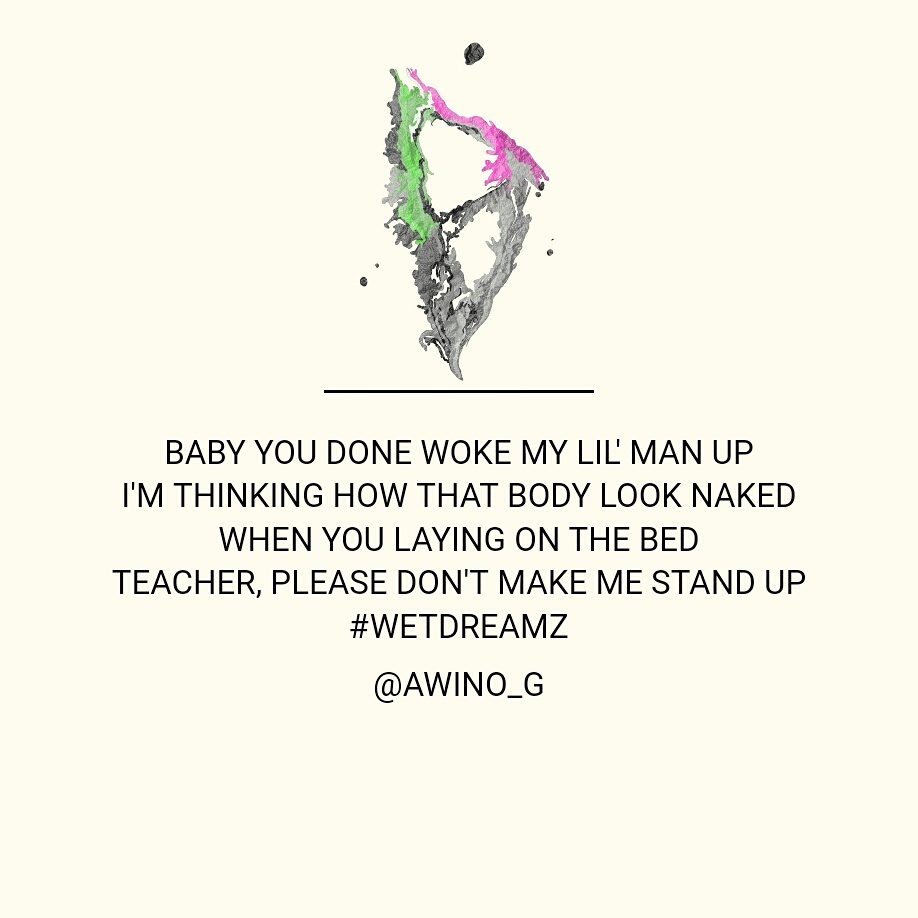 BABY YOU DONE WOKE MY LIL' MAN UP
I'M THINKING HOW THAT BODY LOOK NAKED
WHEN YOU LAYING ON THE BED
TEACHER, PLEASE DON'T MAKE ME STAND UP
#WETDREAMZ
@AWINO_G